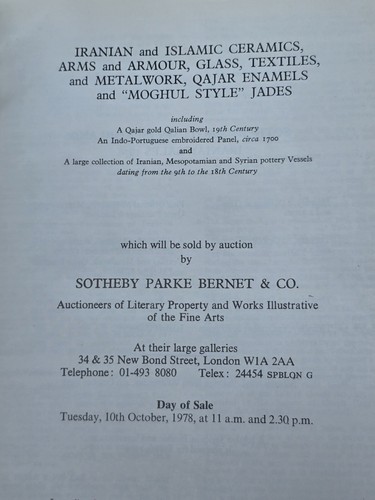 IRANIAN and ISLAMIC CERAMICS,
ARMS and ARMOUR, GLASS, TEXTILES,
and METALWORK, QAJAR ENAMELS
and "MOGHUL STYLE" JADES
including
A Qajar gold Qalian Bowl, 19th Century
An Indo-Portuguese embroidered Panel, circa 1700
and
A large collection of Iranian, Mesopotamian and Syrian pottery Vessels
dating from the 9th to the 18th Century
which will be sold by auction
by
SOTHEBY PARKE BERNET & CO.
Auctioneers of Literary Property and Works Illustrative
of the Fine Arts
At their large galleries
34 & 35 New Bond Street, London W1A 2AA
Telephone: 01-493 8080 Telex: 24454 SPBLQN G
Day of Sale
Tuesday, 10th October, 1978, at 11 a.m. and 2.30 p.m.